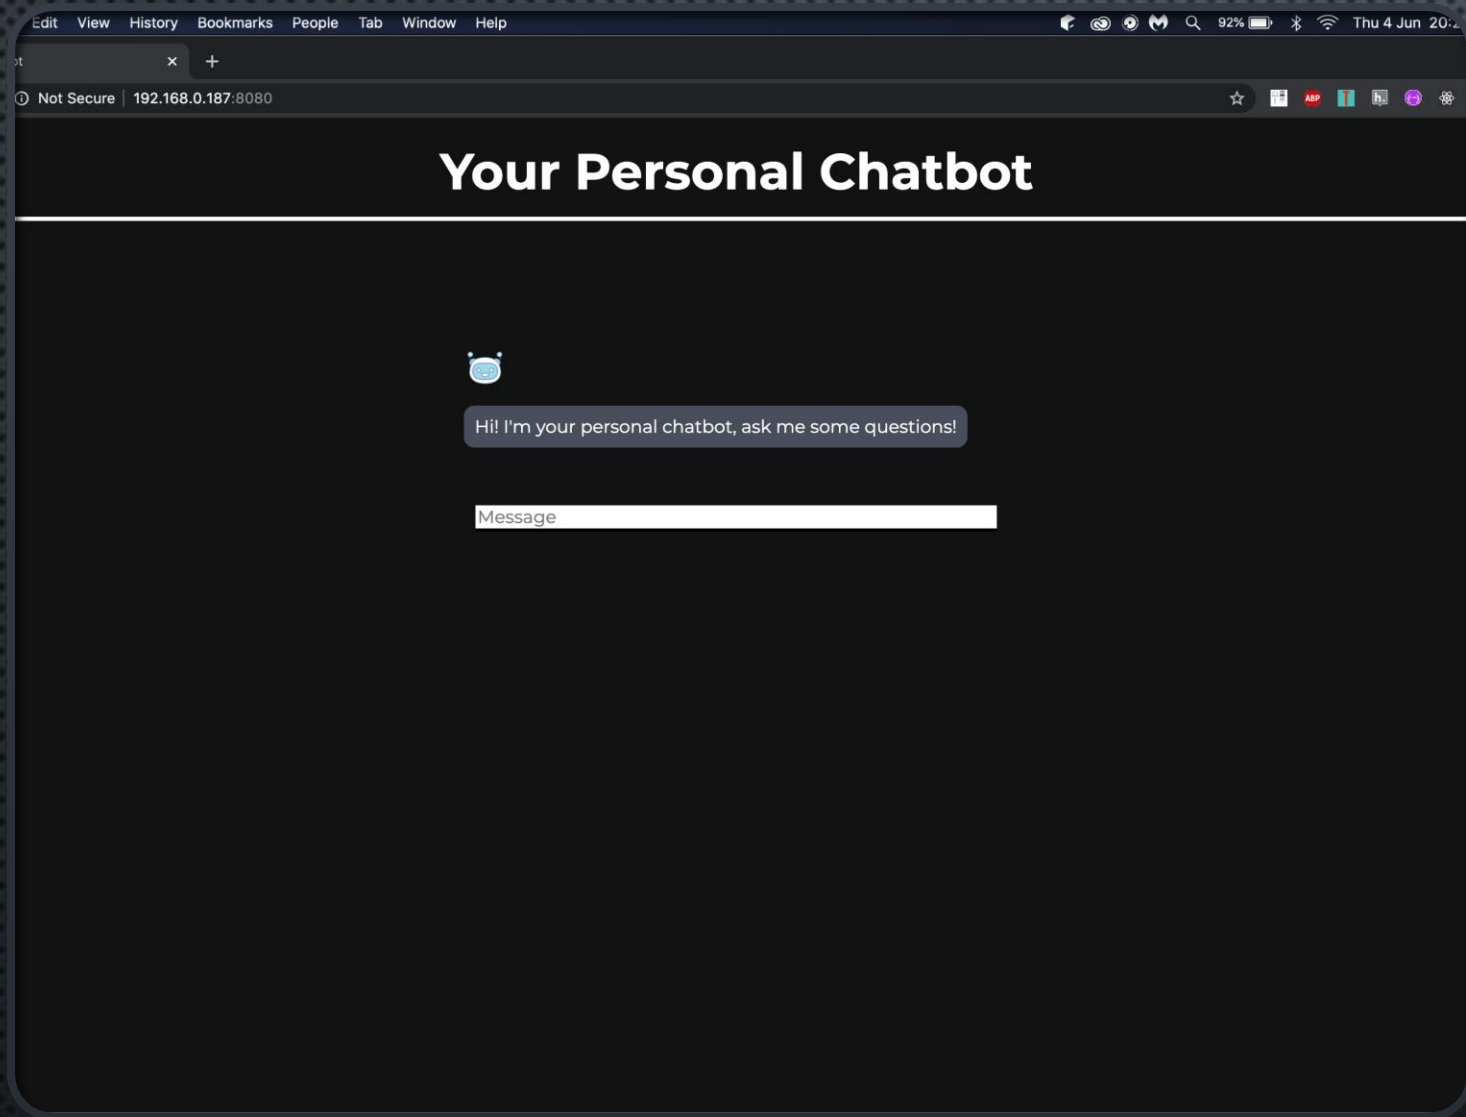 Edit View History Bookmarks People Tab Window Help 92% Thu 4 Jun
Not Secure 192.168.0.187:8080 ABP h.
Your Personal Chatbot
Hi! I'm your personal chatbot, ask me some questions!
Message